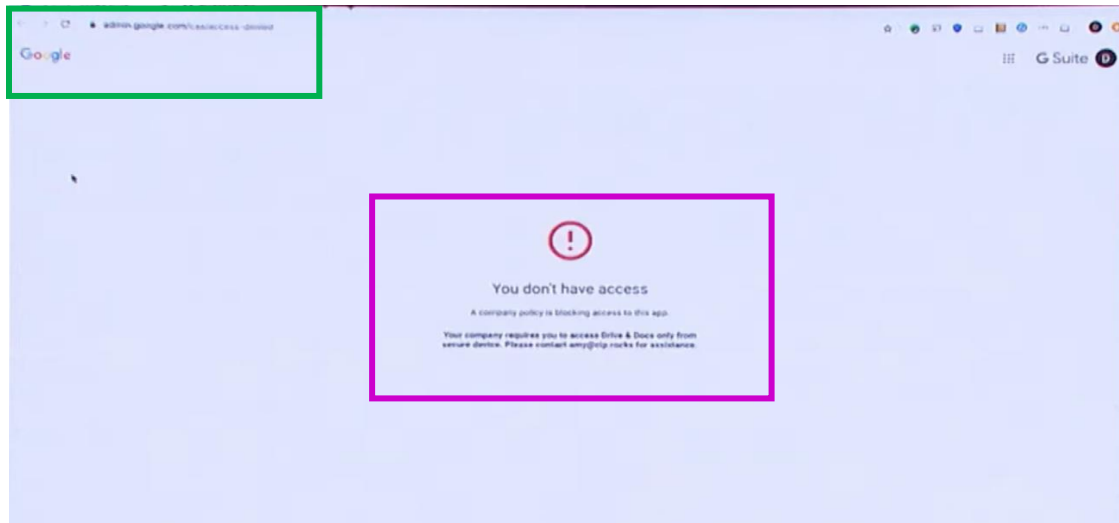 admin.google.com/cas/access-denied
Google
G Suite
D
You don't have access
A company policy is blocking access to this app.
Your company requires you to access Drive & Docs only from
secure device. Please contact amy@cip.rocks for assistance.